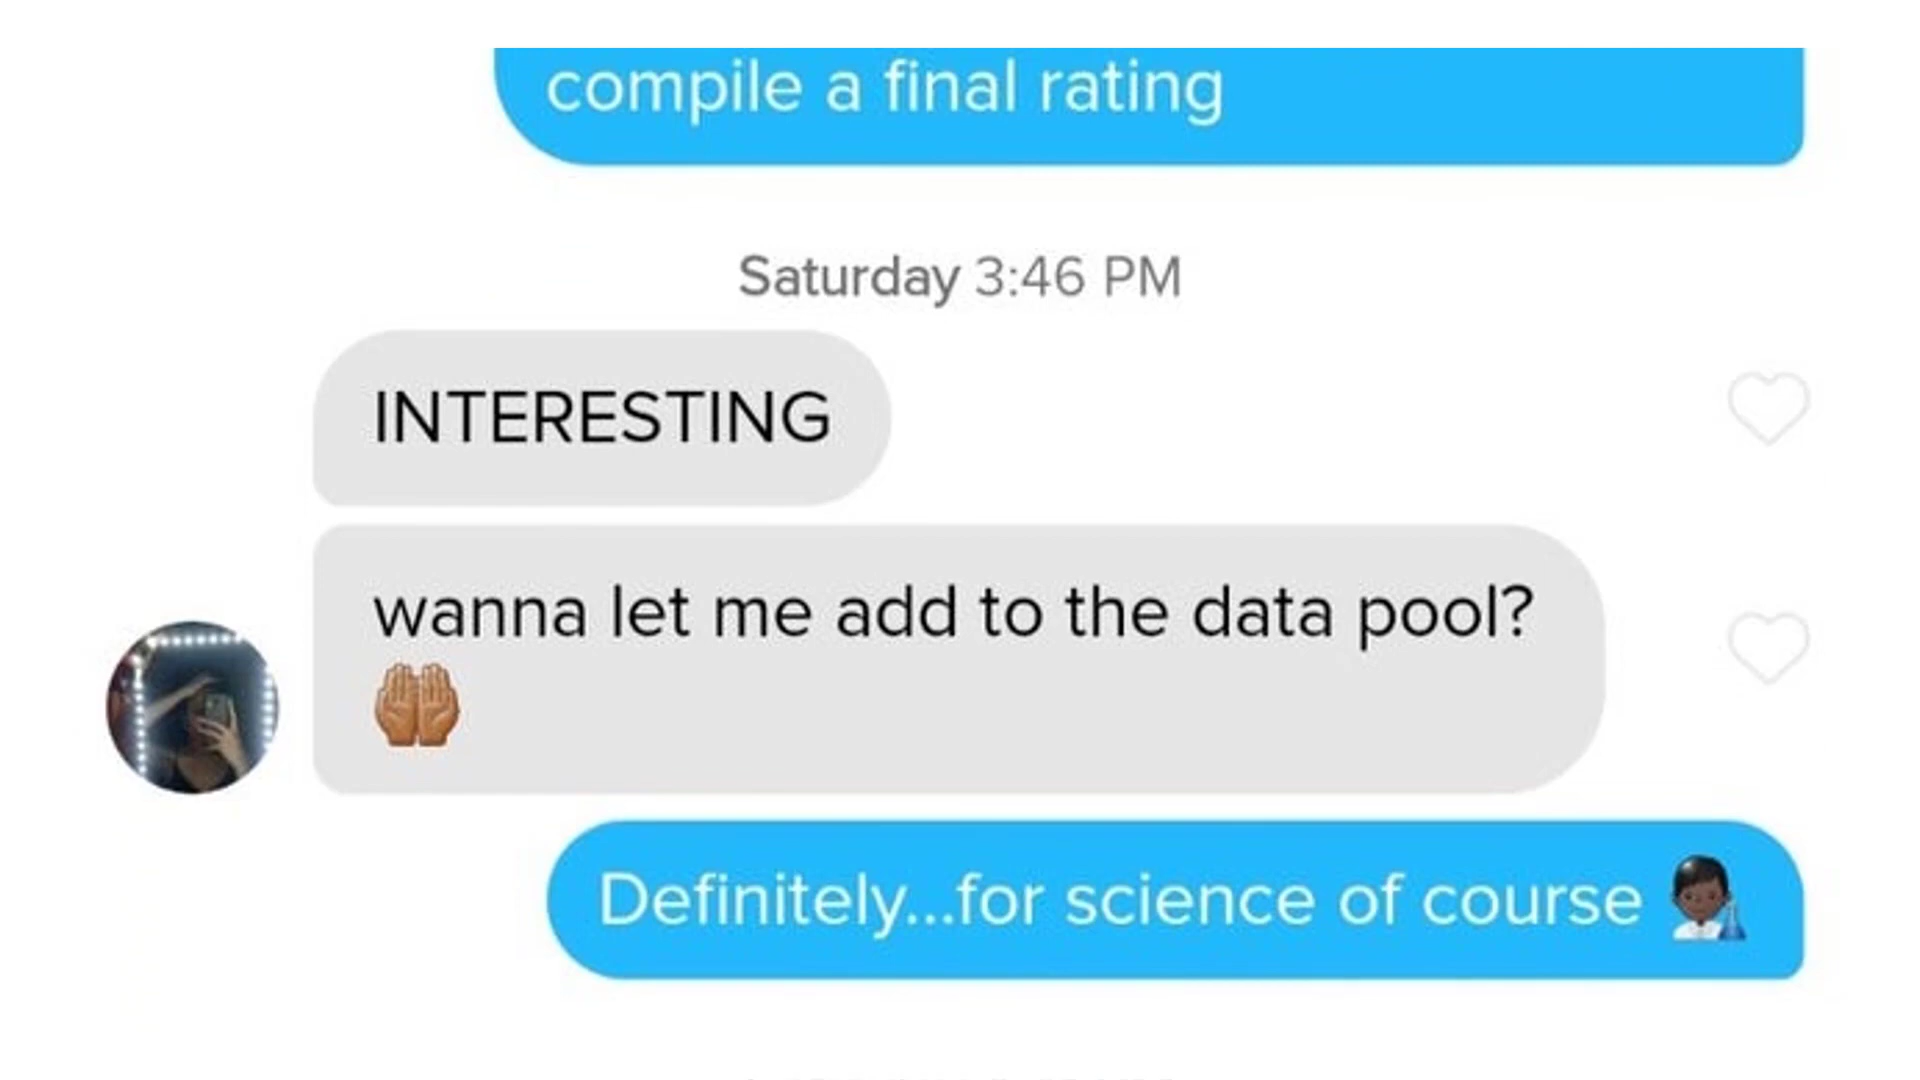 compile a final rating
Saturday 3:46 PM
INTERESTING
wanna let me add to the data pool?
🤲🏾
Definitely...for science of course 👨🏿‍🔬